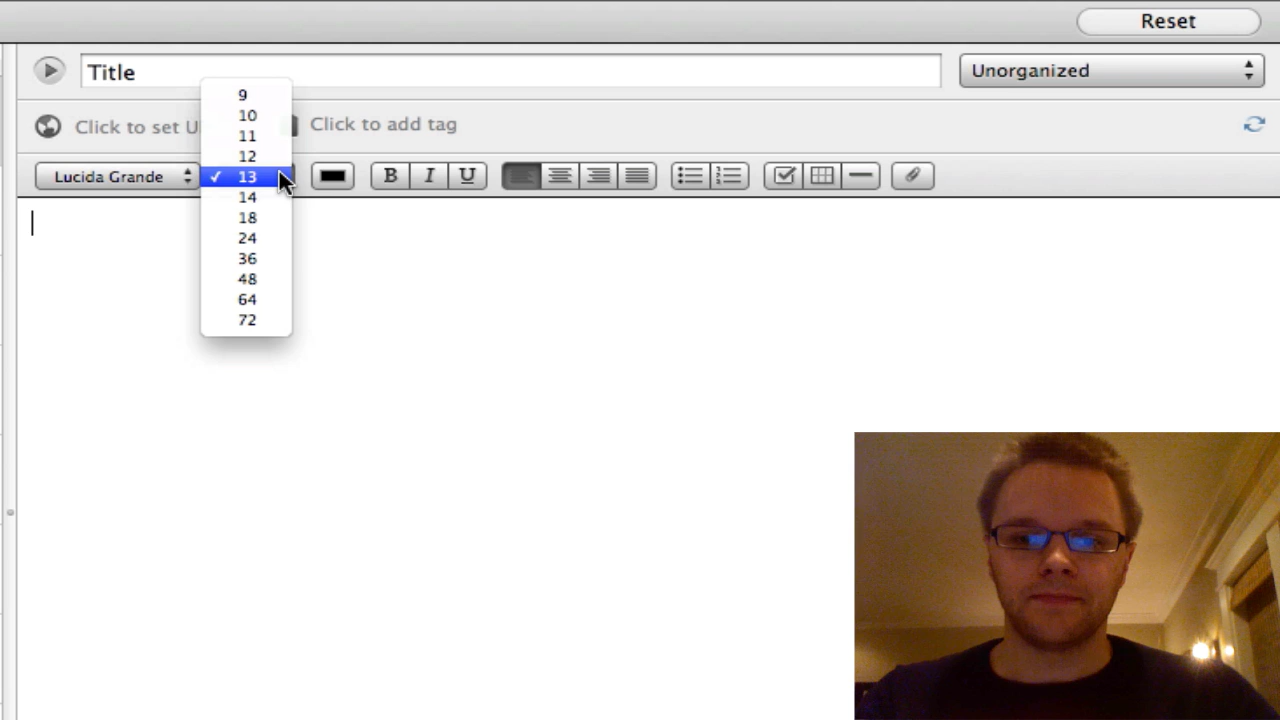 Reset
Title
Unorganized
Click to set U
Click to add tag
Lucida Grande
9
10
11
12
✓ 13
14
18
24
36
48
64
72
B I U